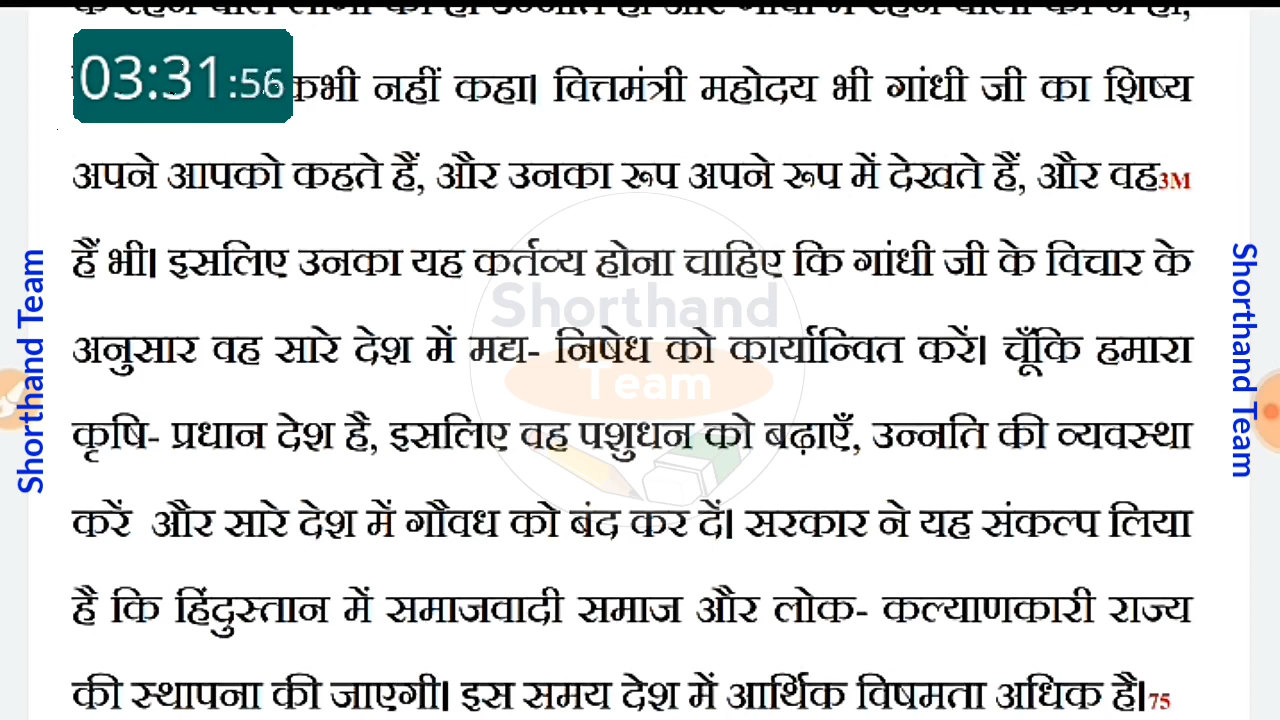 03:31:56
कभी नहीं कहा। वित्तमंत्री महोदय भी गांधी जी का शिष्य
अपने आपको कहते हैं, और उनका रूप अपने रूप में देखते हैं, और वह3M
हैं भी। इसलिए उनका यह कर्तव्य होना चाहिए कि गांधी जी के विचार के
अनुसार वह सारे देश में मद्य- निषेध को कार्यान्वित करें। चूँकि हमारा
कृषि- प्रधान देश है, इसलिए वह पशुधन को बढ़ाएँ, उन्नति की व्यवस्था
करें और सारे देश में गौवध को बंद कर दें। सरकार ने यह संकल्प लिया
है कि हिंदुस्तान में समाजवादी समाज और लोक- कल्याणकारी राज्य
की स्थापना की जाएगी। इस समय देश में आर्थिक विषमता अधिक है।75
Shorthand Team
Shorthand Team
Shorthand
Team